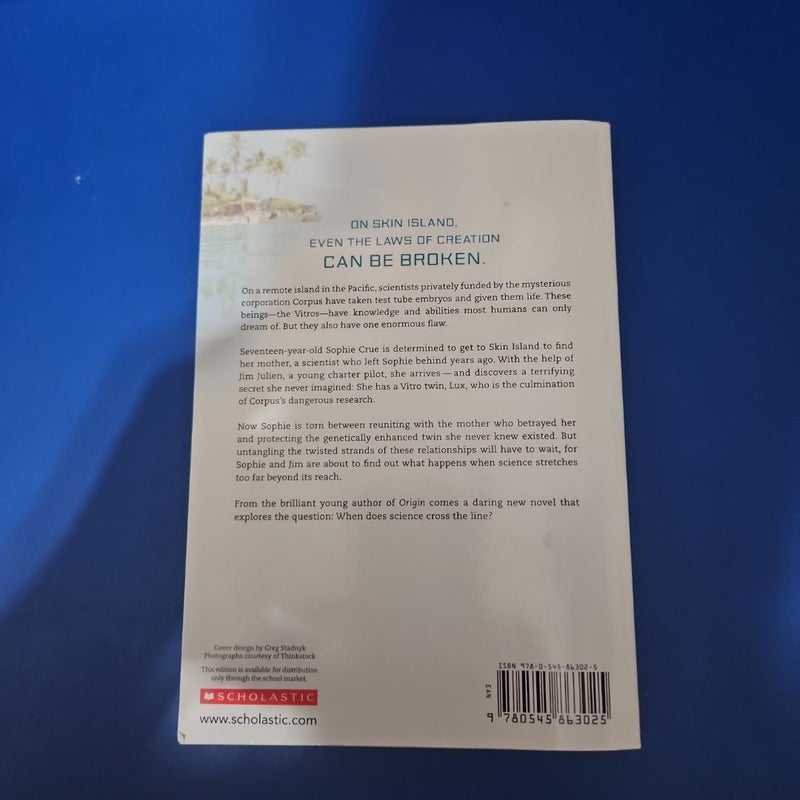 ON SKIN ISLAND,
EVEN THE LAWS OF CREATION
CAN BE BROKEN.
On a remote island in the Pacific, scientists privately funded by the mysterious
corporation Corpus have taken test tube embryos and given them life. These
beings—the Vitros—have knowledge and abilities most humans can only
dream of. But they also have one enormous flaw.
Seventeen-year-old Sophie Crue is determined to get to Skin Island to find
her mother, a scientist who left Sophie behind years ago. With the help of
Jim Julien, a young charter pilot, she arrives—and discovers a terrifying
secret she never imagined: She has a Vitro twin, Lux, who is the culmination
of Corpus's dangerous research.
Now Sophie is torn between reuniting with the mother who betrayed her
and protecting the genetically enhanced twin she never knew existed. But
untangling the twisted strands of these relationships will have to wait, for
Sophie and Jim are about to find out what happens when science stretches
too far beyond its reach.
From the brilliant young author of Origin comes a daring new novel that
explores the question: When does science cross the line?
Cover design by Greg Stadnyk
Photographs courtesy of Thinkstock
This edition is available for distribution
only through the school market.
SCHOLASTIC
www.scholastic.com
ISBN 978-0-545-86302-5
EAN
9 780545 863025